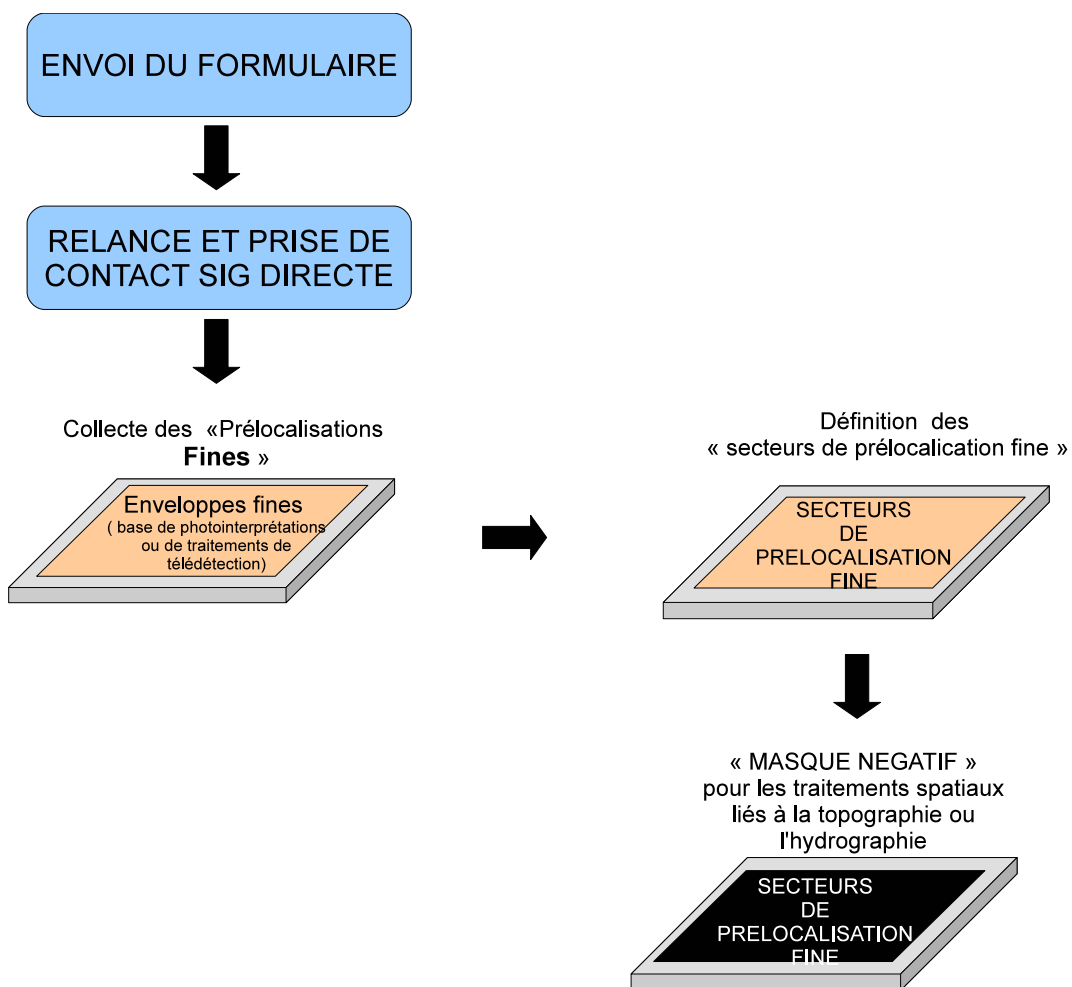 ENVOI DU FORMULAIRE
RELANCE ET PRISE DE
CONTACT SIG DIRECTE
Collecte des «Prélocalisations
Fines »
Enveloppes fines
( base de photointerprétations
ou de traitements de
télédétection)
Définition des
« secteurs de prélocalication fine »
SECTEURS
DE
PRELOCALISATION
FINE
« MASQUE NEGATIF »
pour les traitements spatiaux
liés à la topographie ou
l'hydrographie
SECTEURS
DE
PRELOCALISATION
FINE